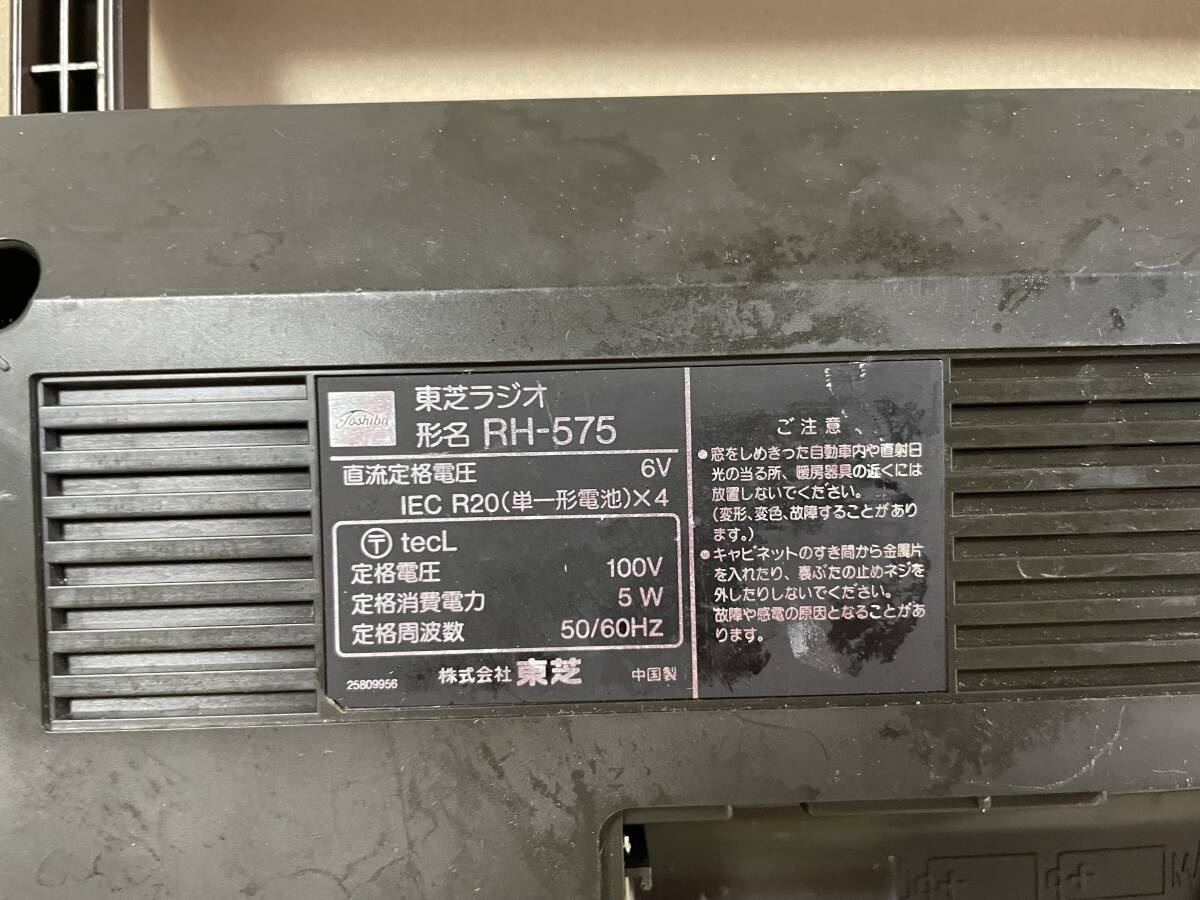 Toshiba
東芝ラジオ
形名 RH-575
直流定格電圧 6V
IEC R20(単一形電池)×4
〒 tecL
定格電圧 100V
定格消費電力 5W
定格周波数 50/60Hz
25809956 株式会社 東芝 中国製
ご注意
●窓をしめきった自動車内や直射日
光の当る所、暖房器具の近くには
放置しないでください。
(変形、変色、故障することがあり
ます。)
●キャビネットのすき間から金属片
を入れたり、裏ぶたの止めネジを
外したりしないでください。
故障や感電の原因となることがあ
ります。